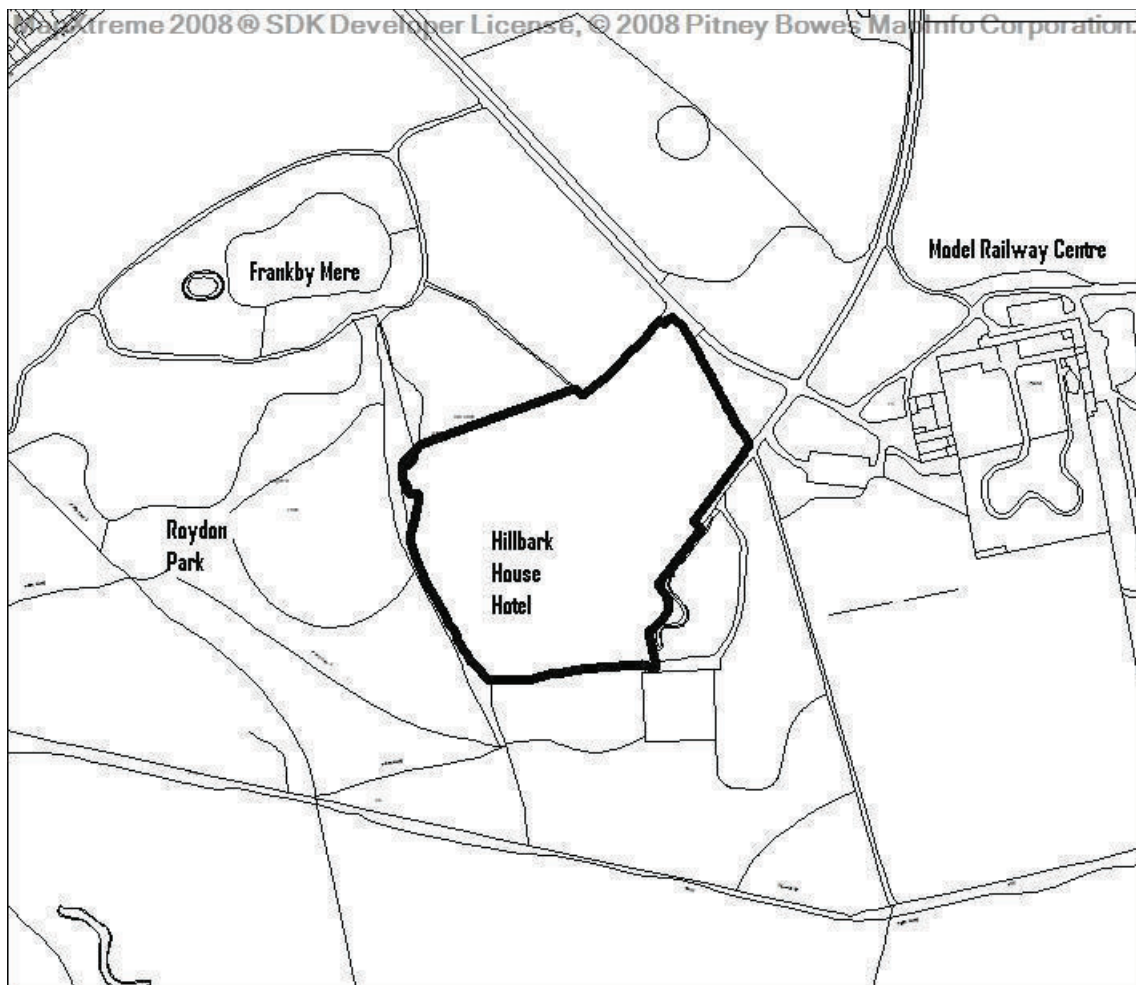 MapXtreme 2008 ® SDK Developer License, © 2008 Pitney Bowes MapInfo Corporation.
Model Railway Centre
Frankby Mere
Roydon
Park
Hillbark
House
Hotel